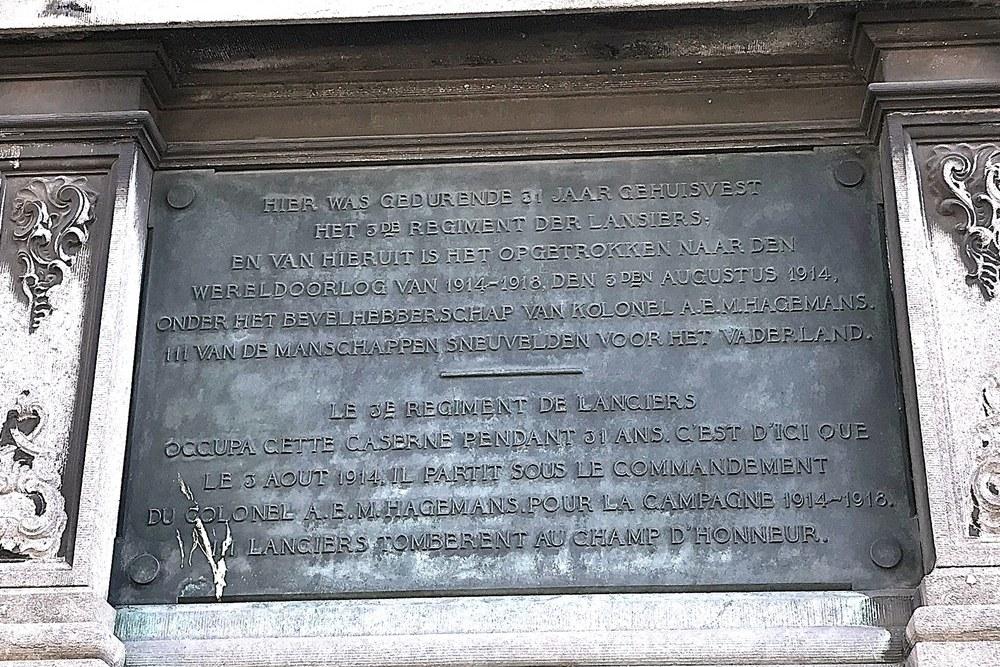 HIER WAS GEDURENDE 31 JAAR GEHUISVEST
HET 3DE REGIMENT DER LANSIERS;
EN VAN HIERUIT IS HET OPGETROKKEN NAAR DEN
WERELDOORLOG VAN 1914-1918, DEN 3DEN AUGUSTUS 1914,
ONDER HET BEVELHEBBERSCHAP VAN KOLONEL A.E.M.HAGEMANS.
111 VAN DE MANSCHAPPEN SNEUVELDEN VOOR HET VADERLAND.
LE 3E REGIMENT DE LANCIERS
OCCUPA CETTE CASERNE PENDANT 31 ANS. C'EST D'ICI QUE
LE 3 AOUT 1914, IL PARTIT SOUS LE COMMANDEMENT
DU COLONEL A.E.M.HAGEMANS, POUR LA CAMPAGNE 1914-1918.
LANCIERS TOMBERENT AU CHAMP D'HONNEUR.